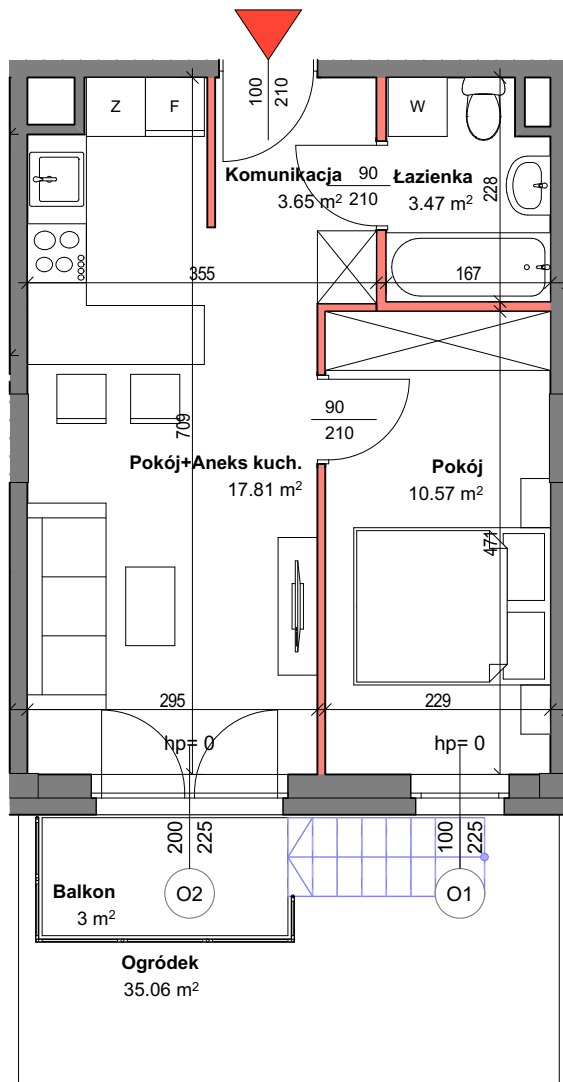 100
210
Z
F
W
Komunikacja
3.65 m²
90
210
Łazienka
3.47 m²
228
355
167
709
90
210
Pokój+Aneks kuch.
17.81 m²
Pokój
10.57 m²
471
295
229
hp= 0
hp= 0
200
225
100
225
Balkon
3 m²
O2
O1
Ogródek
35.06 m²